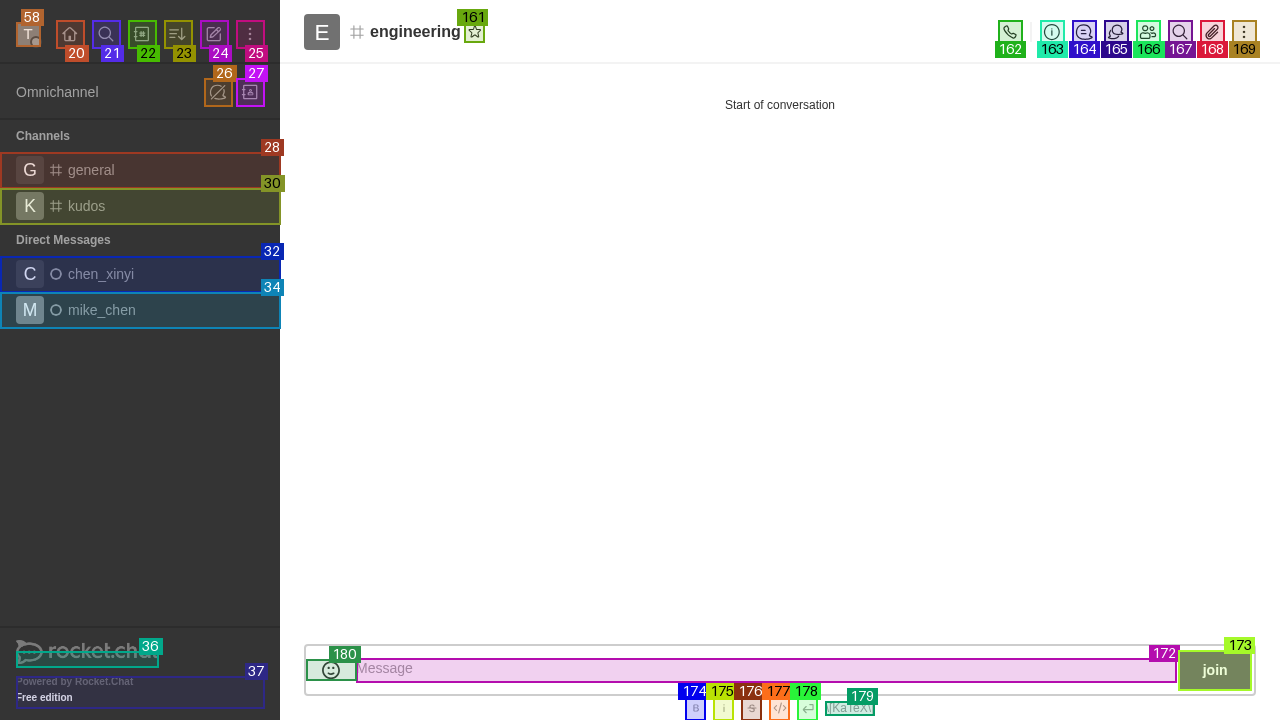 58
T
20
21
22
23
24
25
E
engineering
161
162
163
164
165
166
167
168
169
Omnichannel
26
27
Start of conversation
Channels
28
G general
30
K kudos
Direct Messages
32
C chen_xinyi
34
M mike_chen
rocket.chat
36
37
Powered by Rocket.Chat
Free edition
180
Message
172
173
join
174
175
176
177
178
179
B
i
S
</>
\KaTeX\